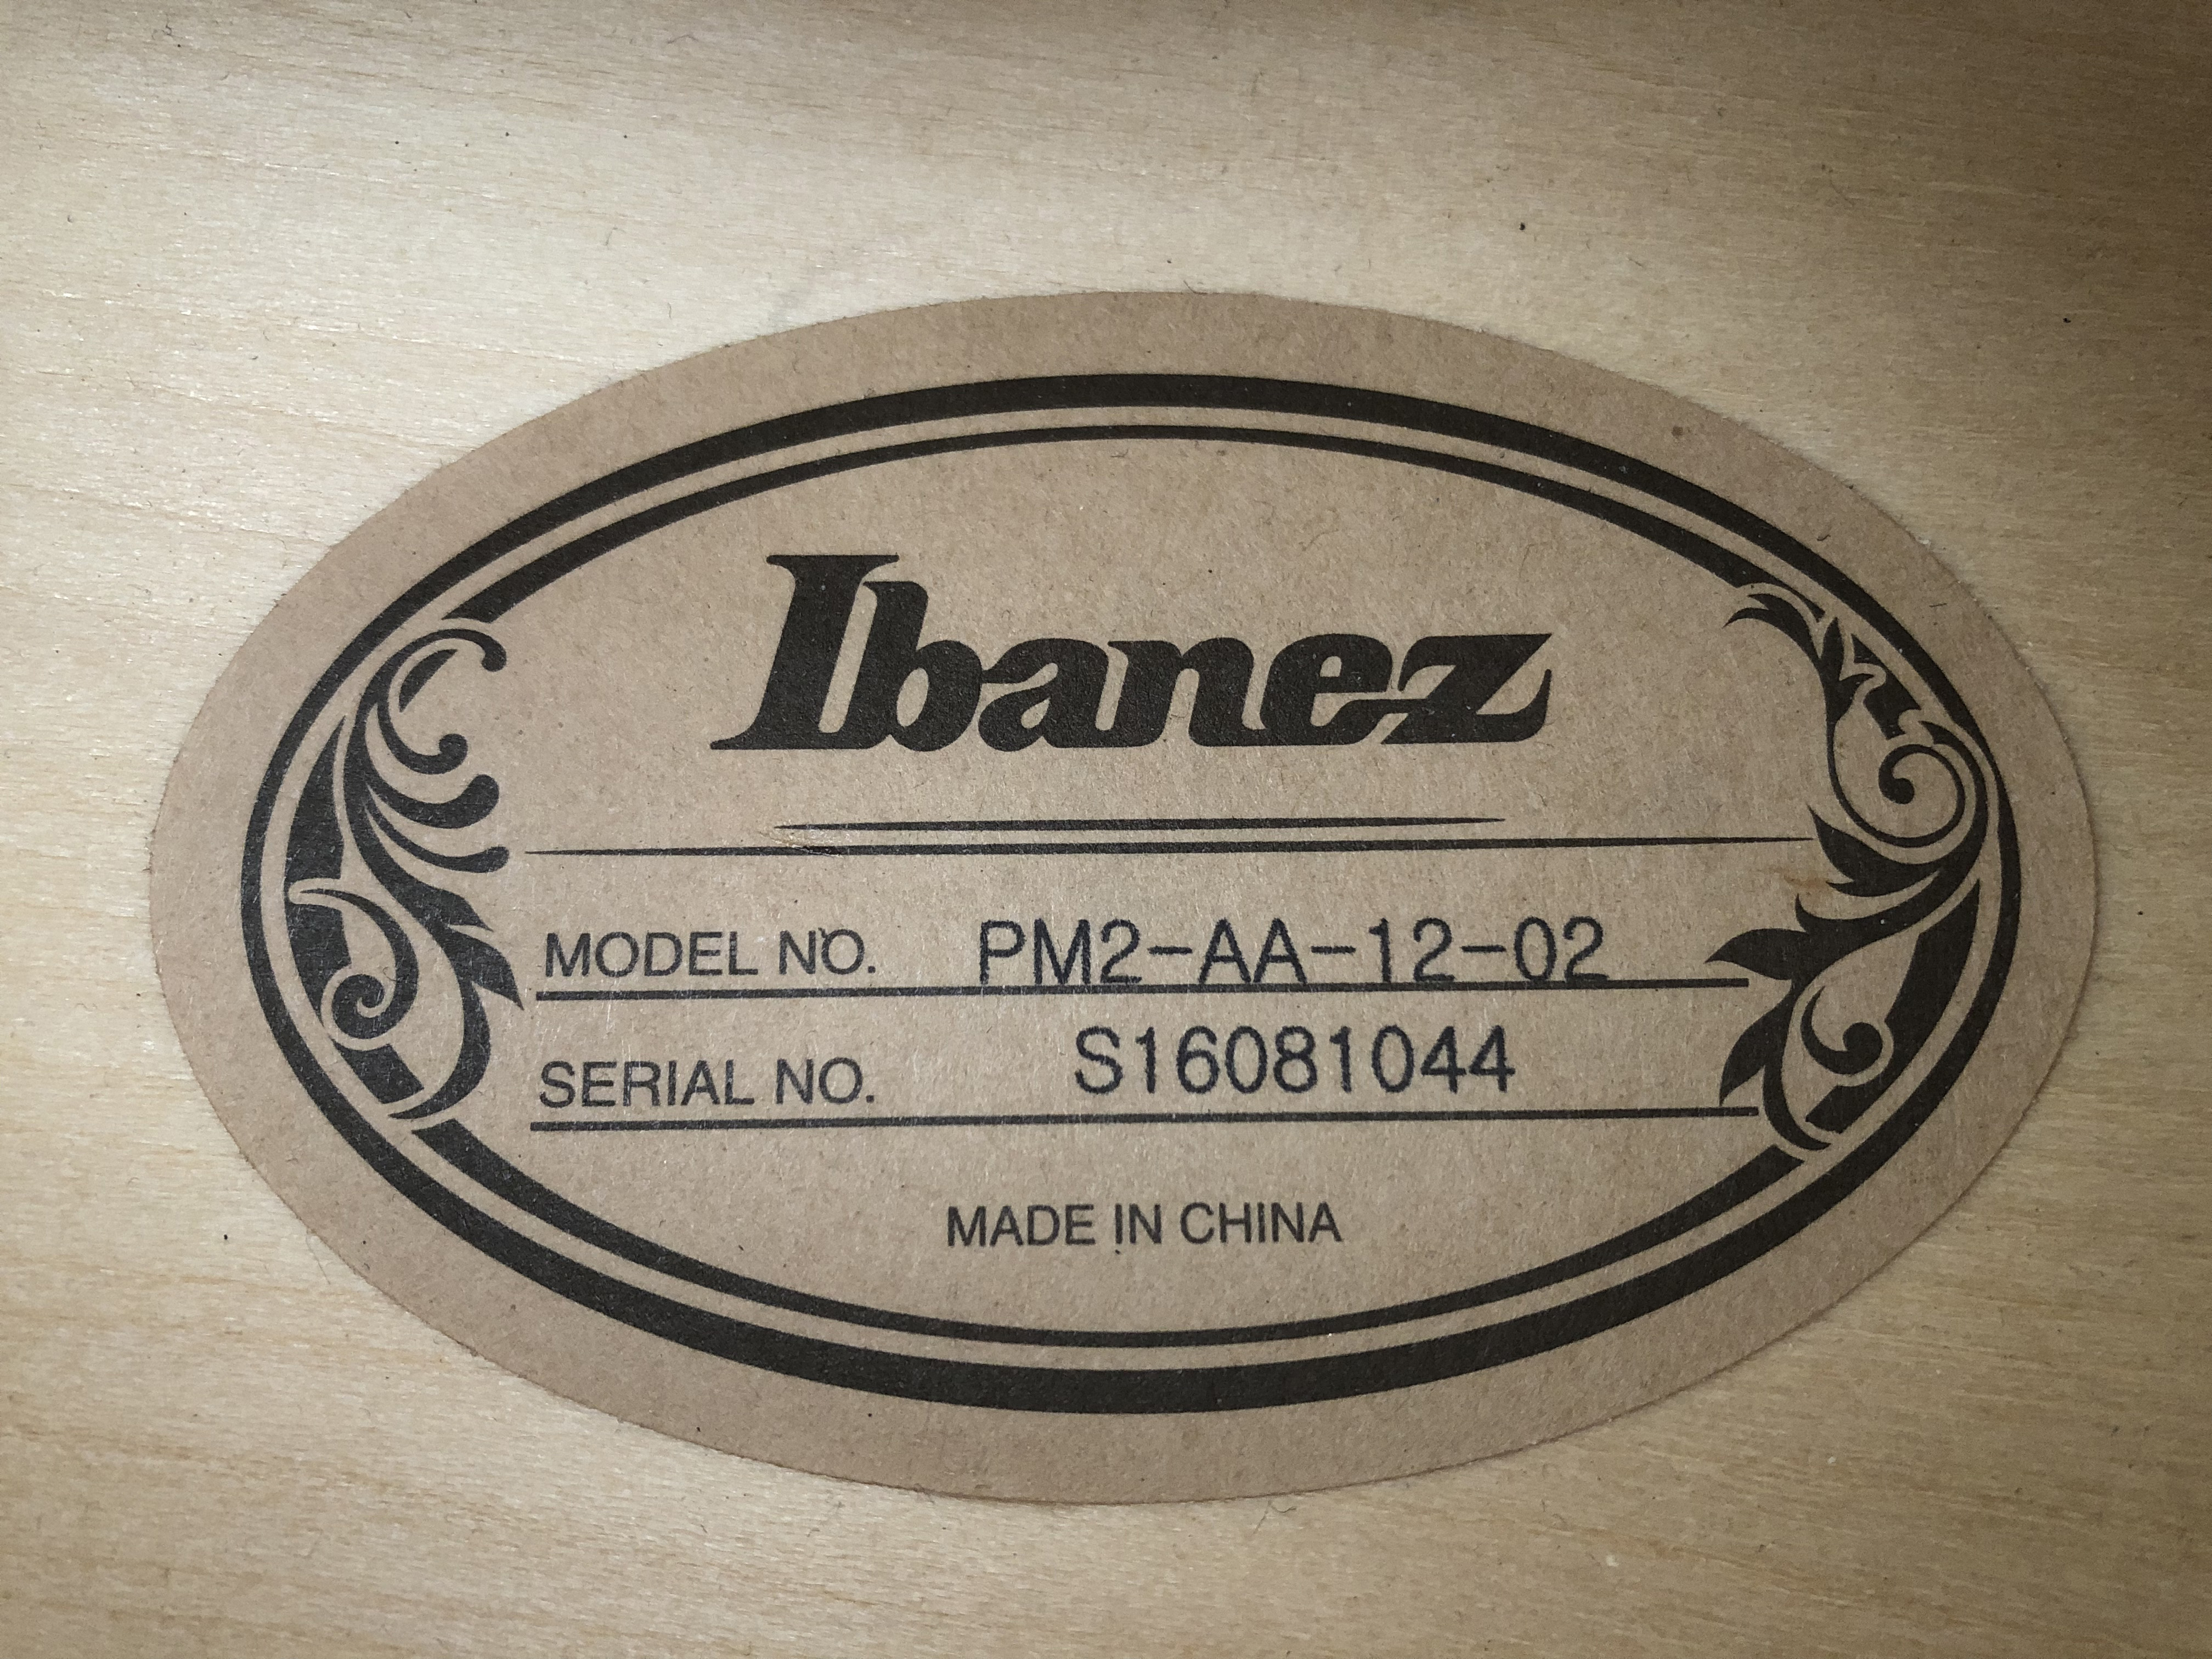 Ibanez
MODEL NO. PM2-AA-12-02
SERIAL NO. S16081044
MADE IN CHINA